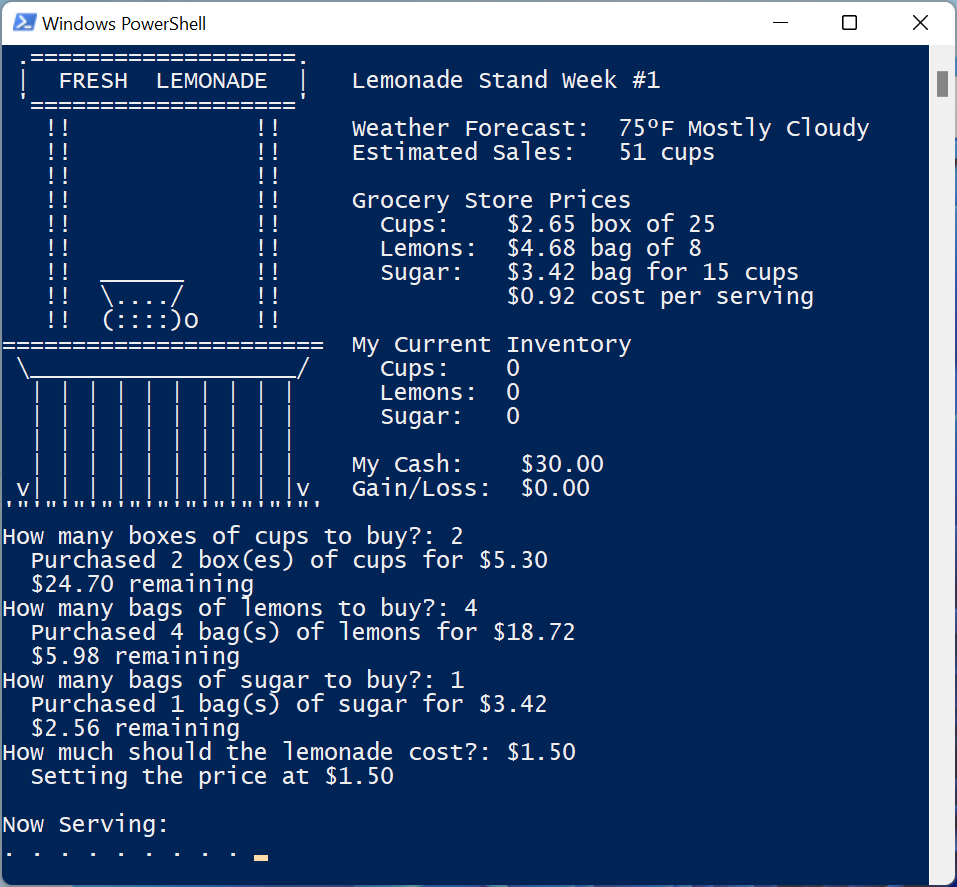 Windows PowerShell
FRESH LEMONADE
Lemonade Stand Week #1
Weather Forecast: 75ºF Mostly Cloudy
Estimated Sales: 51 cups
Grocery Store Prices
Cups: $2.65 box of 25
Lemons: $4.68 bag of 8
Sugar: $3.42 bag for 15 cups
$0.92 cost per serving
My Current Inventory
Cups: 0
Lemons: 0
Sugar: 0
My Cash: $30.00
Gain/Loss: $0.00
How many boxes of cups to buy?: 2
Purchased 2 box(es) of cups for $5.30
$24.70 remaining
How many bags of lemons to buy?: 4
Purchased 4 bag(s) of lemons for $18.72
$5.98 remaining
How many bags of sugar to buy?: 1
Purchased 1 bag(s) of sugar for $3.42
$2.56 remaining
How much should the lemonade cost?: $1.50
Setting the price at $1.50
Now Serving:
. . . . . . . . .